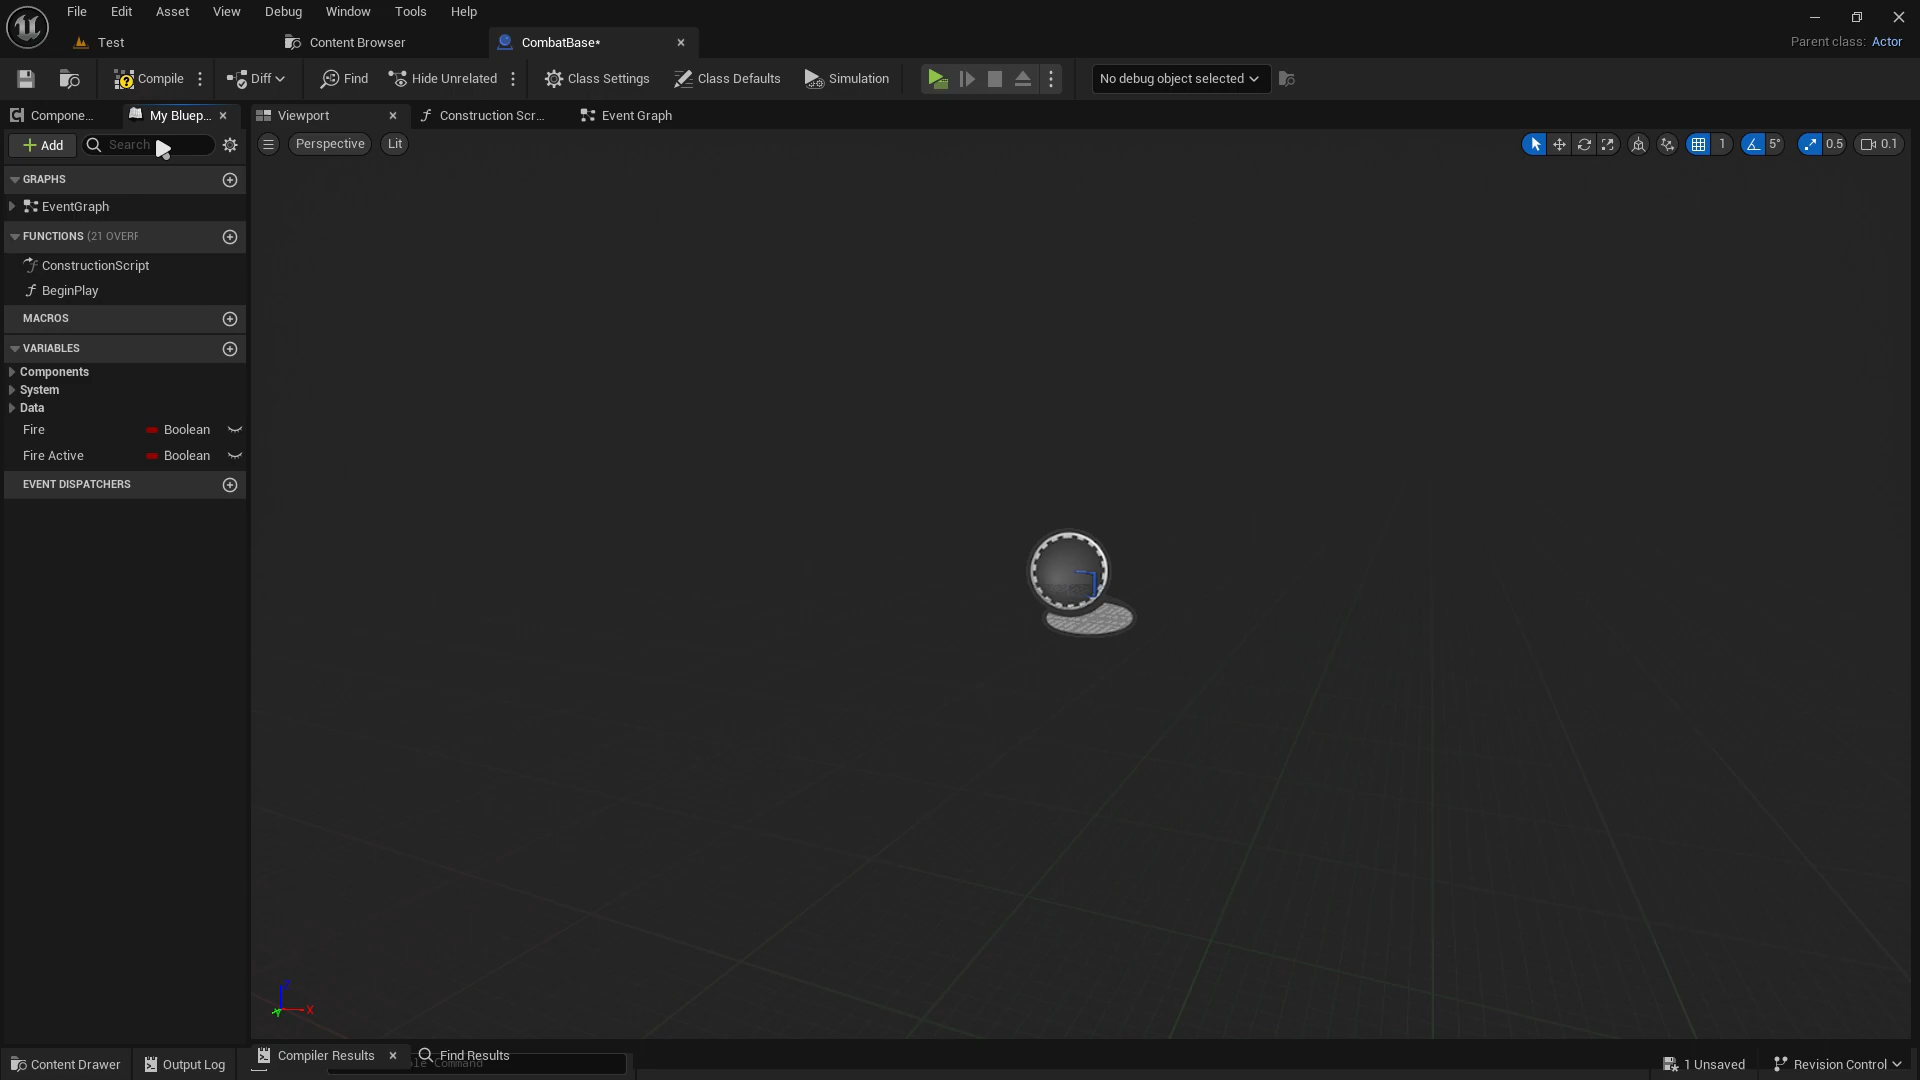 File Edit Asset View Debug Window Tools Help
Test Content Browser CombatBase* Parent class: Actor
Compile Diff Find Hide Unrelated Class Settings Class Defaults Simulation No debug object selected
Compone... My Bluep... Viewport Construction Scr... Event Graph
Add Search Perspective Lit 1 5° 0.5 0.1
GRAPHS
EventGraph
FUNCTIONS (21 OVERF
ConstructionScript
BeginPlay
MACROS
VARIABLES
Components
System
Data
Fire Boolean
Fire Active Boolean
EVENT DISPATCHERS
Z
X
Y
Compiler Results Find Results
Content Drawer Output Log Command 1 Unsaved Revision Control